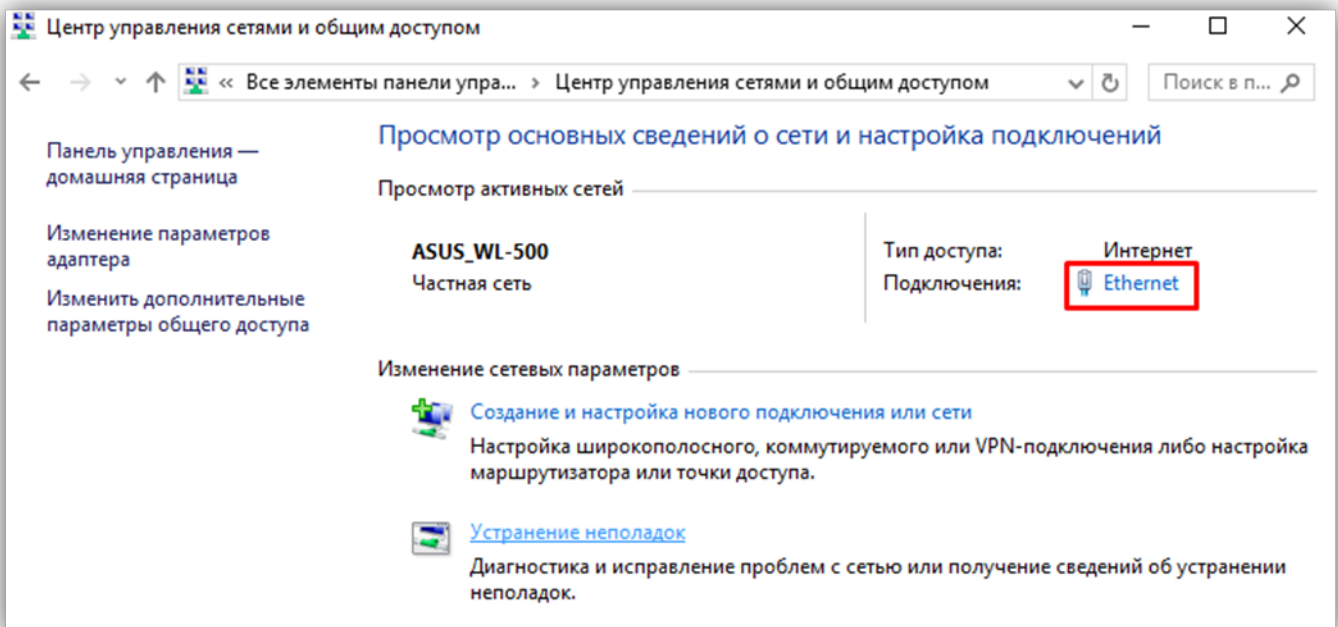 Центр управления сетями и общим доступом
« Все элементы панели упра... › Центр управления сетями и общим доступом
Поиск в п...
Панель управления —
домашняя страница
Изменение параметров
адаптера
Изменить дополнительные
параметры общего доступа
Просмотр основных сведений о сети и настройка подключений
Просмотр активных сетей
ASUS_WL-500
Частная сеть
Тип доступа: Интернет
Подключения: Ethernet
Изменение сетевых параметров
Создание и настройка нового подключения или сети
Настройка широкополосного, коммутируемого или VPN-подключения либо настройка
маршрутизатора или точки доступа.
Устранение неполадок
Диагностика и исправление проблем с сетью или получение сведений об устранении
неполадок.